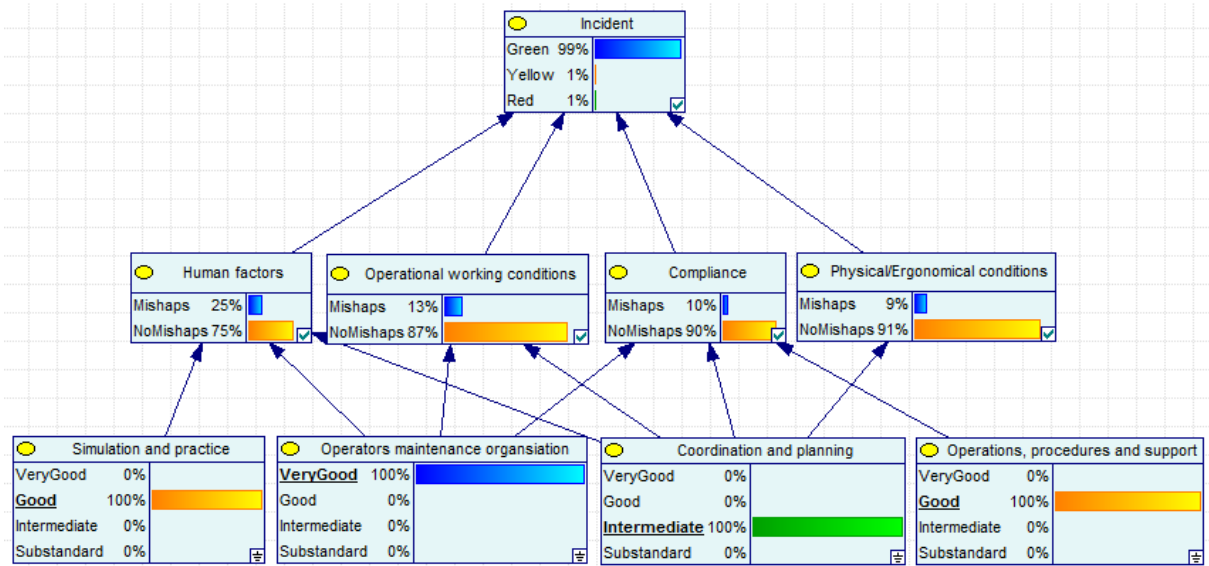 Incident
Green 99%
Yellow 1%
Red 1%
Human factors
Mishaps 25%
NoMishaps 75%
Operational working conditions
Mishaps 13%
NoMishaps 87%
Compliance
Mishaps 10%
NoMishaps 90%
Physical/Ergonomical conditions
Mishaps 9%
NoMishaps 91%
Simulation and practice
VeryGood 0%
Good 100%
Intermediate 0%
Substandard 0%
Operators maintenance organsiation
VeryGood 100%
Good 0%
Intermediate 0%
Substandard 0%
Coordination and planning
VeryGood 0%
Good 0%
Intermediate 100%
Substandard 0%
Operations, procedures and support
VeryGood 0%
Good 100%
Intermediate 0%
Substandard 0%